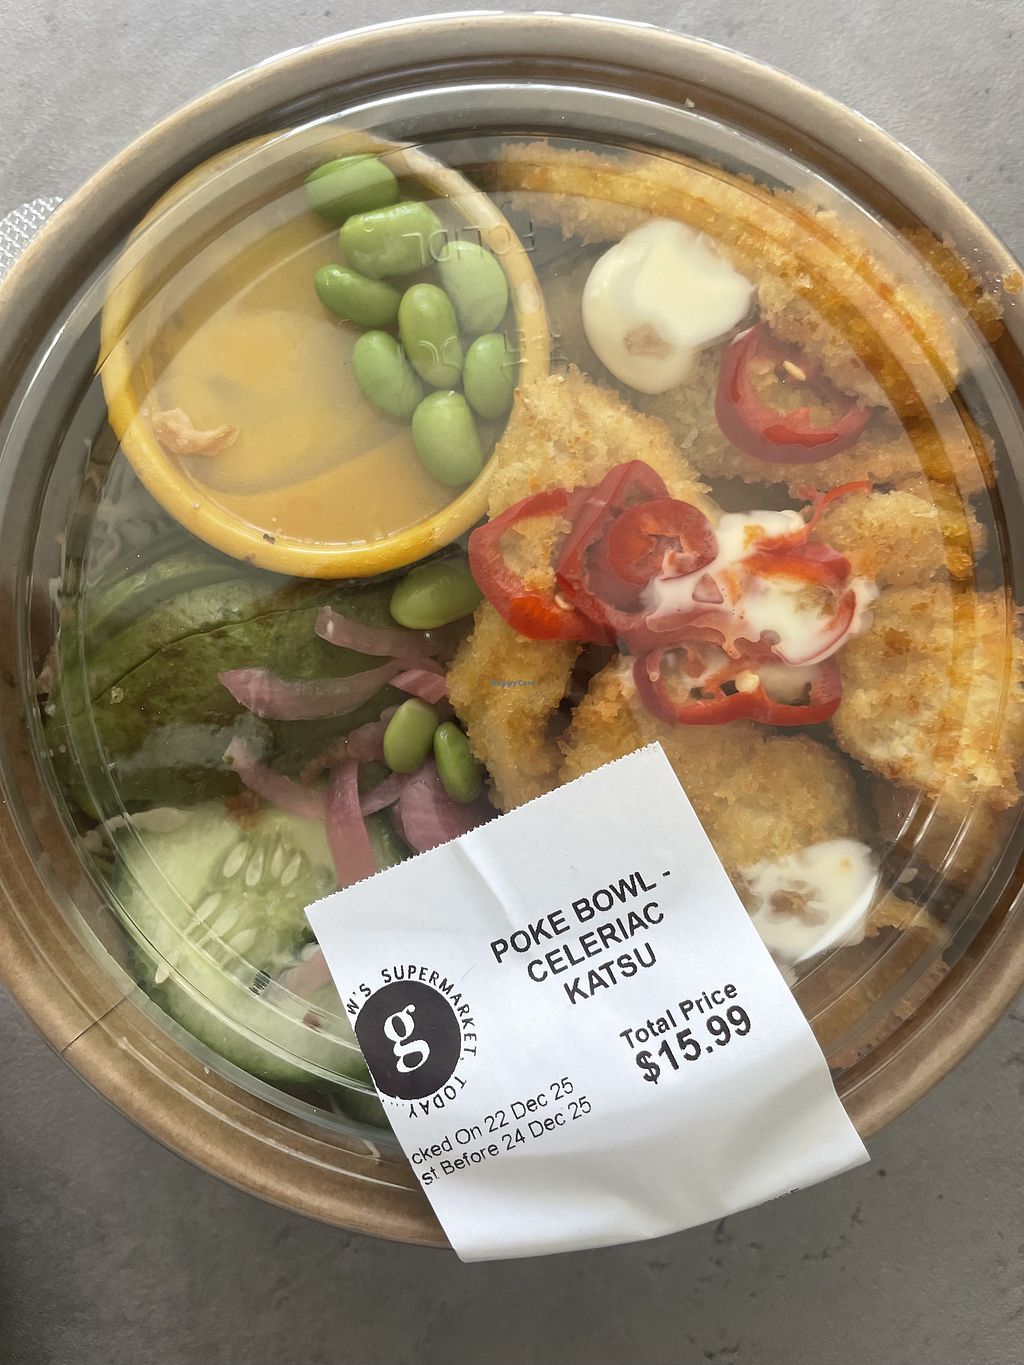 POKE BOWL -
CELERIAC
KATSU
Total Price
$15.99
W'S SUPERMARKET.
TODAY
g
cked On 22 Dec 25
st Before 24 Dec 25
HappyCow